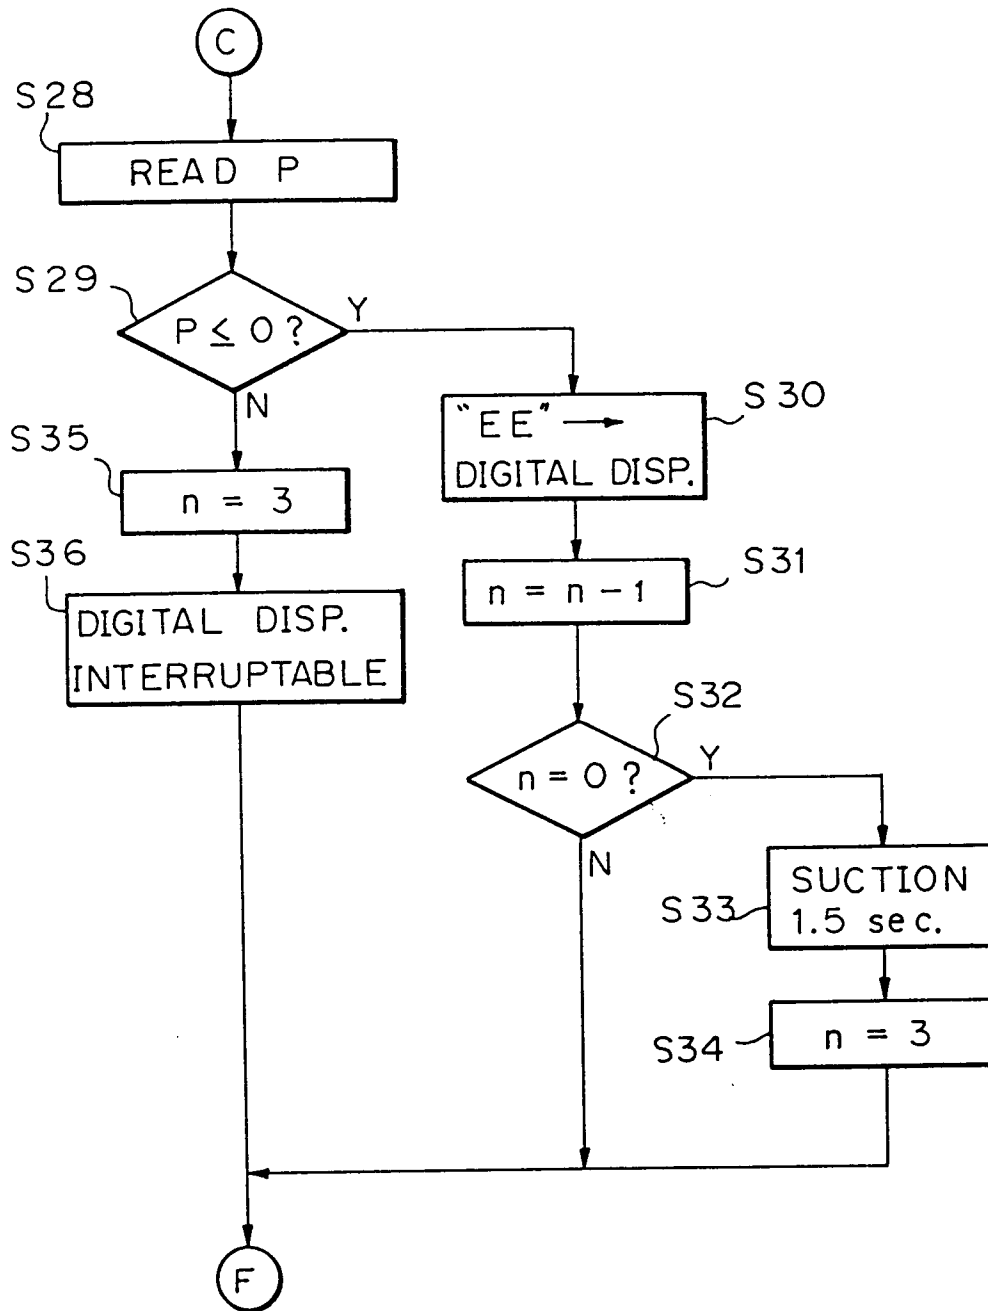 C
S28
READ P
S29
P ≤ 0 ?
Y
N
S30
"EE" →
DIGITAL DISP.
S35
n = 3
S31
n = n - 1
S36
DIGITAL DISP.
INTERRUPTABLE
S32
n = 0 ?
Y
N
S33
SUCTION
1.5 sec.
S34
n = 3
F